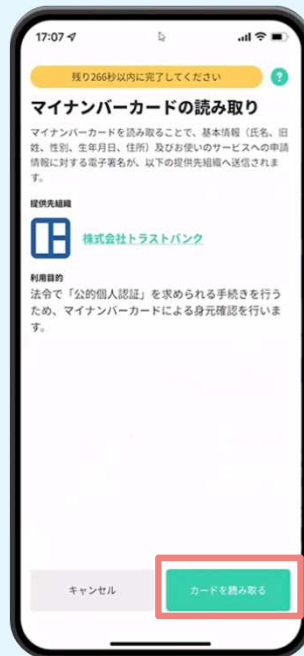 17:07
残り266秒以内に完了してください
?
マイナンバーカードの読み取り
マイナンバーカードを読み取ることで、基本情報（氏名、旧
姓、性別、生年月日、住所）及びお使いのサービスへの申請
情報に対する電子署名が、以下の提供先組織へ送信されま
す。
提供先組織
株式会社トラストバンク
利用目的
法令で「公的個人認証」を求められる手続きを行う
ため、マイナンバーカードによる身元確認を行いま
す。
キャンセル
カードを読み取る